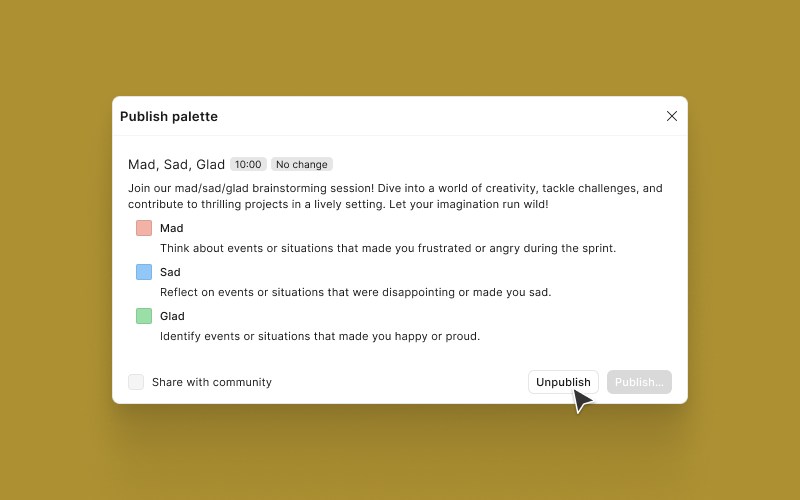 Publish palette
Mad, Sad, Glad 10:00 No change
Join our mad/sad/glad brainstorming session! Dive into a world of creativity, tackle challenges, and
contribute to thrilling projects in a lively setting. Let your imagination run wild!
Mad
Think about events or situations that made you frustrated or angry during the sprint.
Sad
Reflect on events or situations that were disappointing or made you sad.
Glad
Identify events or situations that made you happy or proud.
Share with community Unpublish Publish...